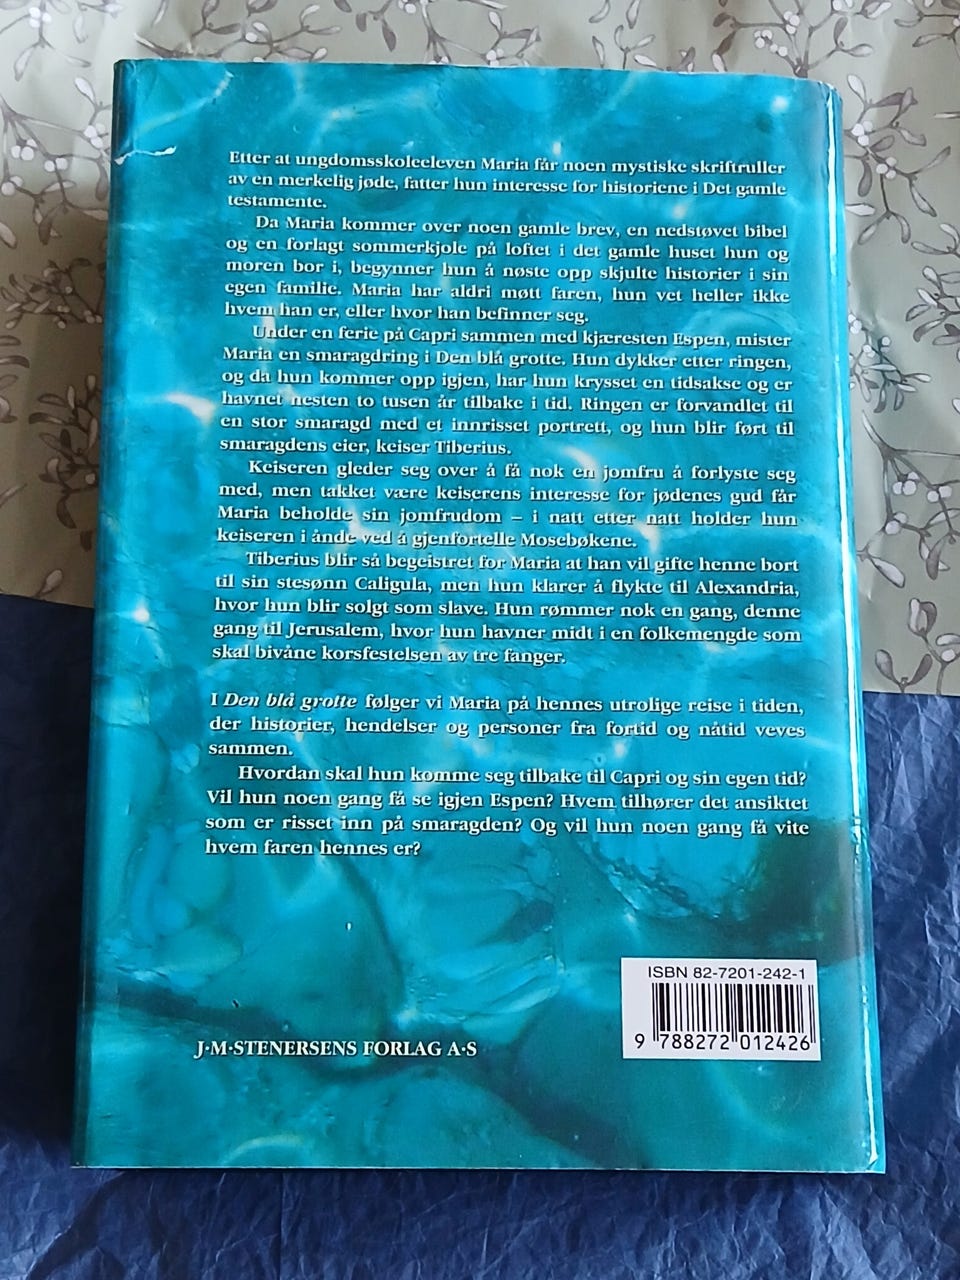 Etter at ungdomsskoleeleven Maria får noen mystiske skriftruller
av en merkelig jøde, fatter hun interesse for historiene i Det gamle
testamente.
Da Maria kommer over noen gamle brev, en nedstøvet bibel
og en forlagt sommerkjole på loftet i det gamle huset hun og
moren bor i, begynner hun å nøste opp skjulte historier i sin
egen familie. Maria har aldri møtt faren, hun vet heller ikke
hvem han er, eller hvor han befinner seg.
Under en ferie på Capri sammen med kjæresten Espen, mister
Maria en smaragdring i Den blå grotte. Hun dykker etter ringen,
og da hun kommer opp igjen, har hun krysset en tidsakse og er
havnet nesten to tusen år tilbake i tid. Ringen er forvandlet til
en stor smaragd med et innrisset portrett, og hun blir ført til
smaragdens eier, keiser Tiberius.
Keiseren gleder seg over å få nok en jomfru å forlyste seg
med, men takket være keiserens interesse for jødenes gud får
Maria beholde sin jomfrudom – i natt etter natt holder hun
keiseren i ånde ved å gjenfortelle Mosebøkene.
Tiberius blir så begeistret for Maria at han vil gifte henne bort
til sin stesønn Caligula, men hun klarer å flykte til Alexandria,
hvor hun blir solgt som slave. Hun rømmer nok en gang, denne
gang til Jerusalem, hvor hun havner midt i en folkemengde som
skal bivåne korsfestelsen av tre fanger.
I Den blå grotte følger vi Maria på hennes utrolige reise i tiden,
der historier, hendelser og personer fra fortid og nåtid veves
sammen.
Hvordan skal hun komme seg tilbake til Capri og sin egen tid?
Vil hun noen gang få se igjen Espen? Hvem tilhører det ansiktet
som er risset inn på smaragden? Og vil hun noen gang få vite
hvem faren hennes er?
ISBN 82-7201-242-1
9 788272 012426
J·M·STENERSENS FORLAG A·S